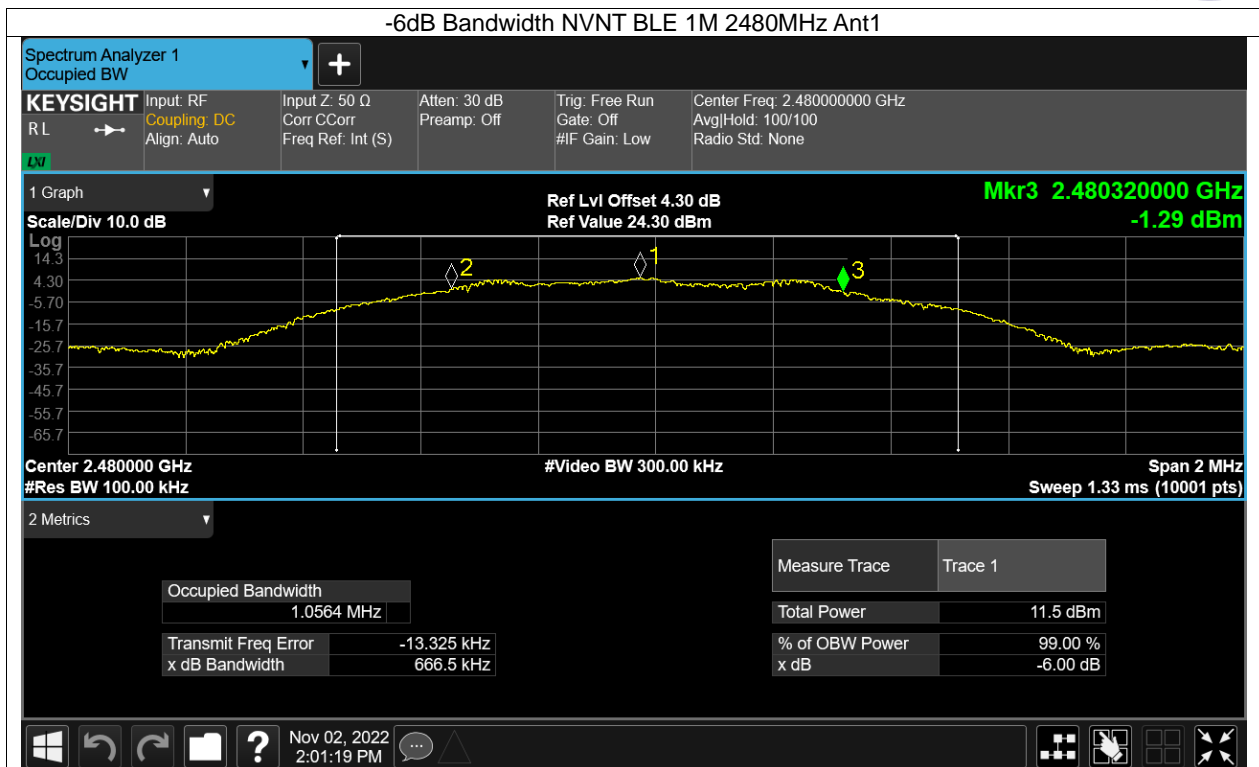 -6dB Bandwidth NVNT BLE 1M 2480MHz Ant1
Spectrum Analyzer 1
Occupied BW
KEYSIGHT
R L
LXI
Input: RF
Coupling: DC
Align: Auto
Input Z: 50 Ω
Corr CCorr
Freq Ref: Int (S)
Atten: 30 dB
Preamp: Off
Trig: Free Run
Gate: Off
#IF Gain: Low
Center Freq: 2.480000000 GHz
Avg|Hold: 100/100
Radio Std: None
1 Graph
Scale/Div 10.0 dB
Ref Lvl Offset 4.30 dB
Ref Value 24.30 dBm
Mkr3 2.480320000 GHz
-1.29 dBm
Log
14.3
4.30
-5.70
-15.7
-25.7
-35.7
-45.7
-55.7
-65.7
2
1
3
Center 2.480000 GHz
#Res BW 100.00 kHz
#Video BW 300.00 kHz
Span 2 MHz
Sweep 1.33 ms (10001 pts)
2 Metrics
Occupied Bandwidth
1.0564 MHz
Transmit Freq Error -13.325 kHz
x dB Bandwidth 666.5 kHz
Measure Trace Trace 1
Total Power 11.5 dBm
% of OBW Power 99.00 %
x dB -6.00 dB
?
Nov 02, 2022
2:01:19 PM